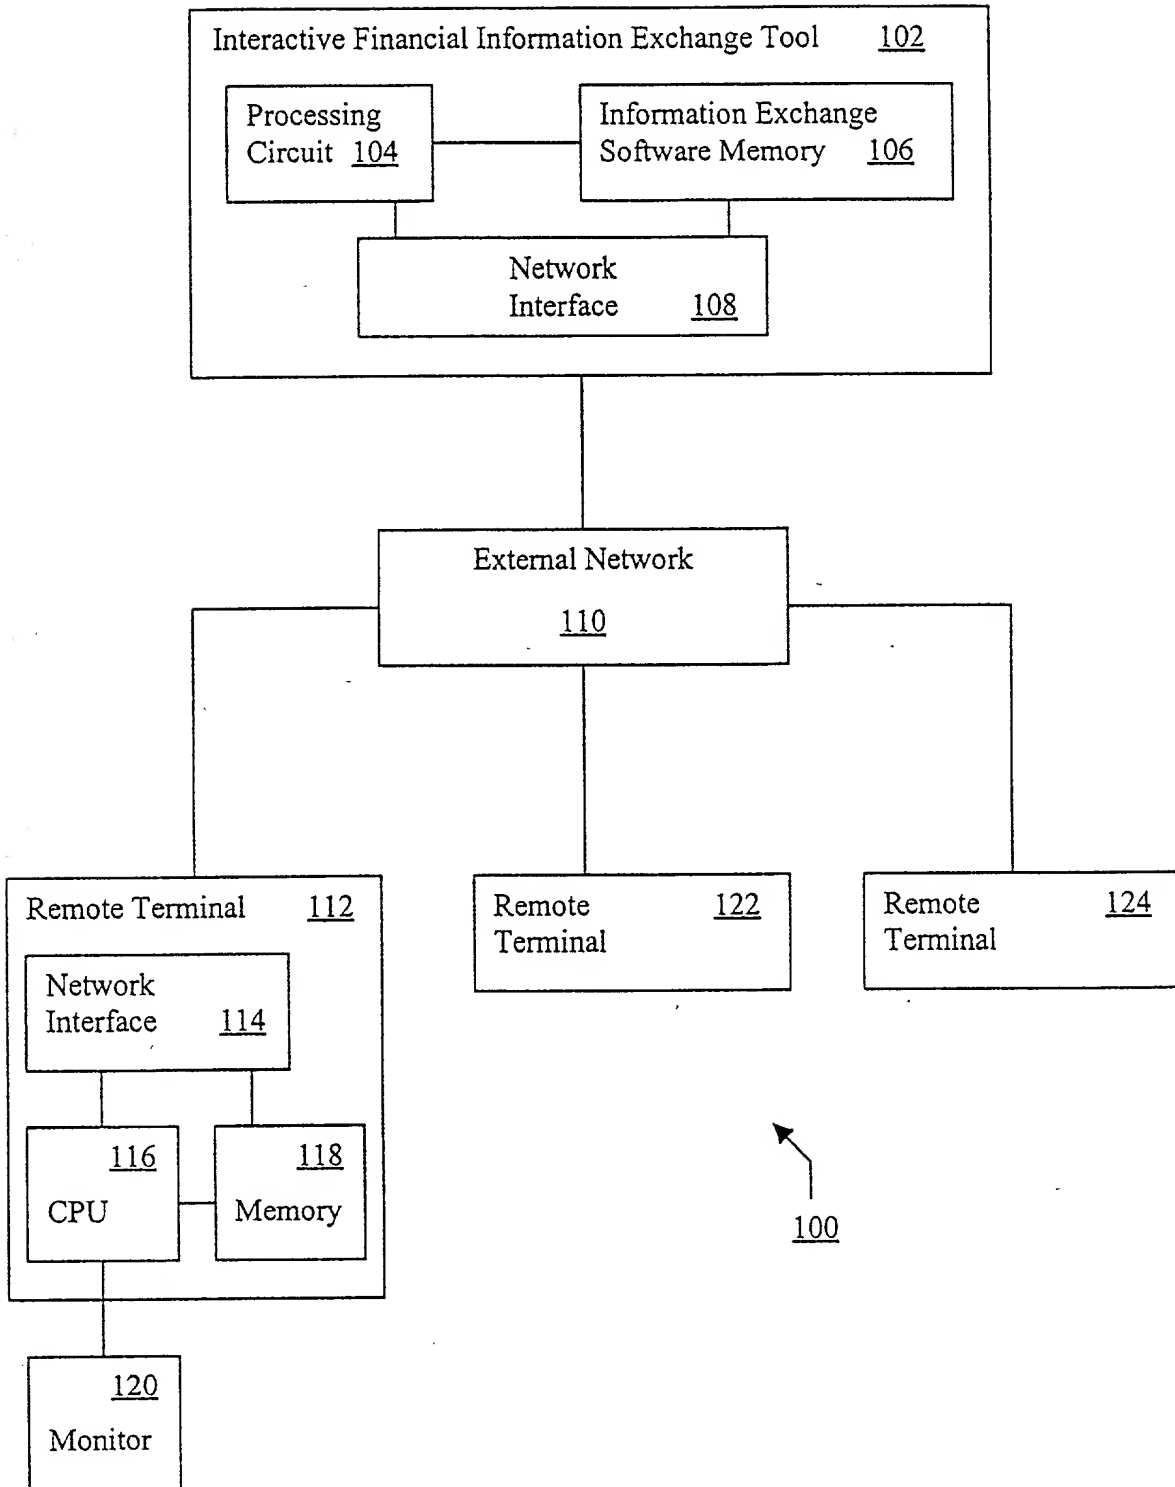 Interactive Financial Information Exchange Tool 102
Processing
Circuit 104
Information Exchange
Software Memory 106
Network
Interface 108
External Network
110
Remote Terminal 112
Network
Interface 114
116
CPU
118
Memory
120
Monitor
Remote 122
Terminal
Remote 124
Terminal
100